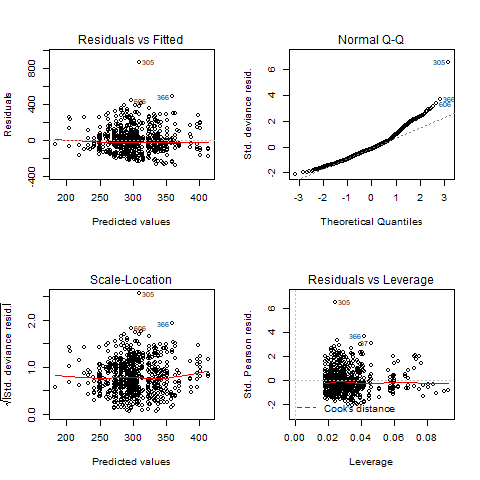 Residuals vs Fitted
Residuals
-400 0 400 800
305
606
366
200 250 300 350 400
Predicted values
Normal Q-Q
Std. deviance resid.
-2 0 2 4 6
305
366
606
-3 -2 -1 0 1 2 3
Theoretical Quantiles
Scale-Location
√|Std. deviance resid.|
0.0 1.0 2.0
305
606
366
200 250 300 350 400
Predicted values
Residuals vs Leverage
Std. Pearson resid.
-2 0 2 4 6
305
366
Cook's distance
0.00 0.02 0.04 0.06 0.08
Leverage